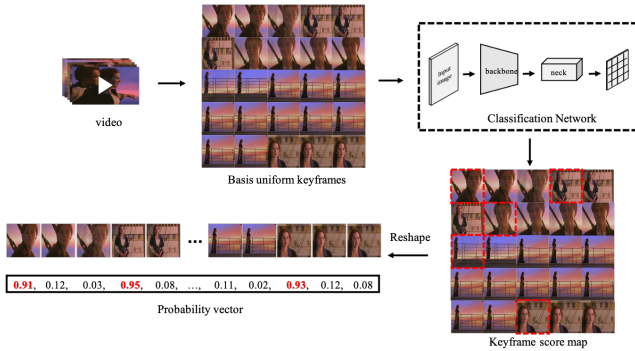 video
Basis uniform keyframes
Input image
backbone
neck
Classification Network
Reshape
0.91, 0.12, 0.03, 0.95, 0.08, ..., 0.11, 0.02, 0.93, 0.12, 0.08
Probability vector
Keyframe score map